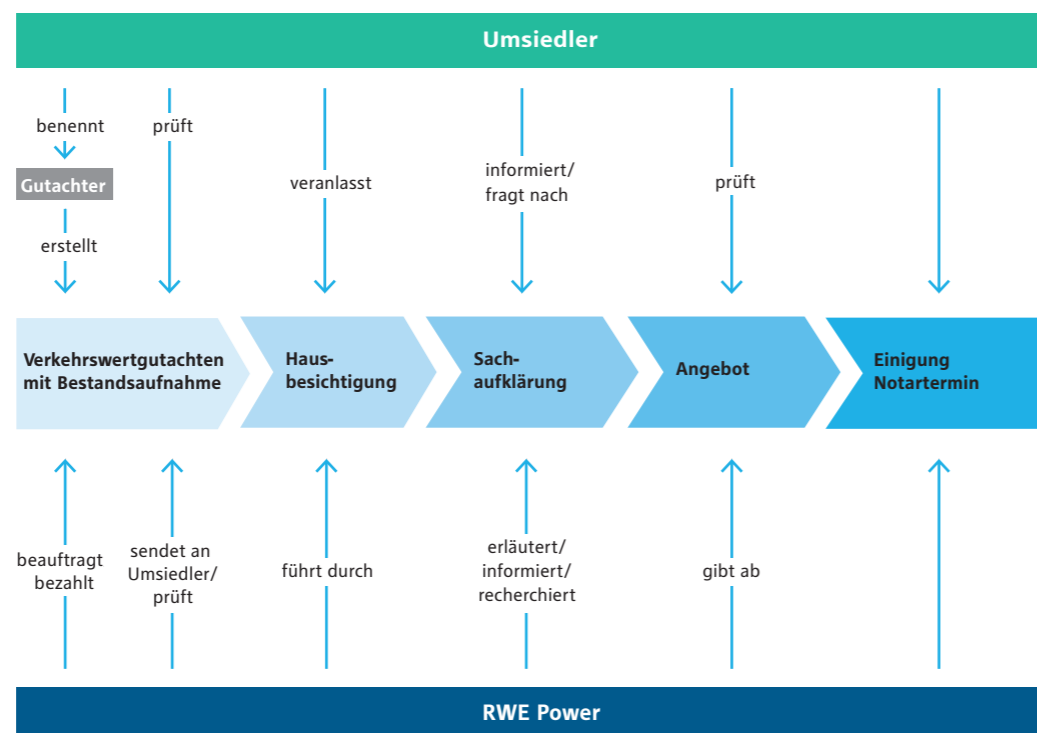 Umsiedler
benennt
prüft
Gutachter
veranlasst
informiert/
fragt nach
prüft
erstellt
Verkehrswertgutachten
mit Bestandsaufnahme
Haus-
besichtigung
Sach-
aufklärung
Angebot
Einigung
Notartermin
beauftragt
bezahlt
sendet an
Umsiedler/
prüft
führt durch
erläutert/
informiert/
recherchiert
gibt ab
RWE Power